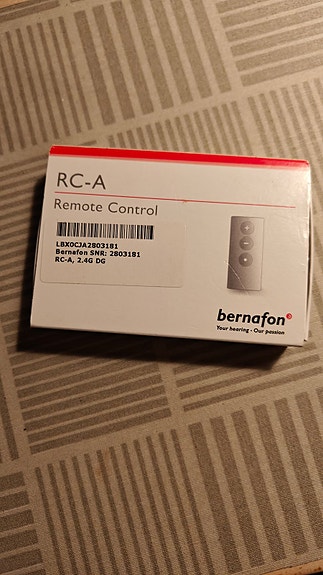 RC-A
Remote Control
LBX0CJA2803181
Bernafon SNR: 2803181
RC-A, 2.4G DG
bernafon
Your hearing • Our passion